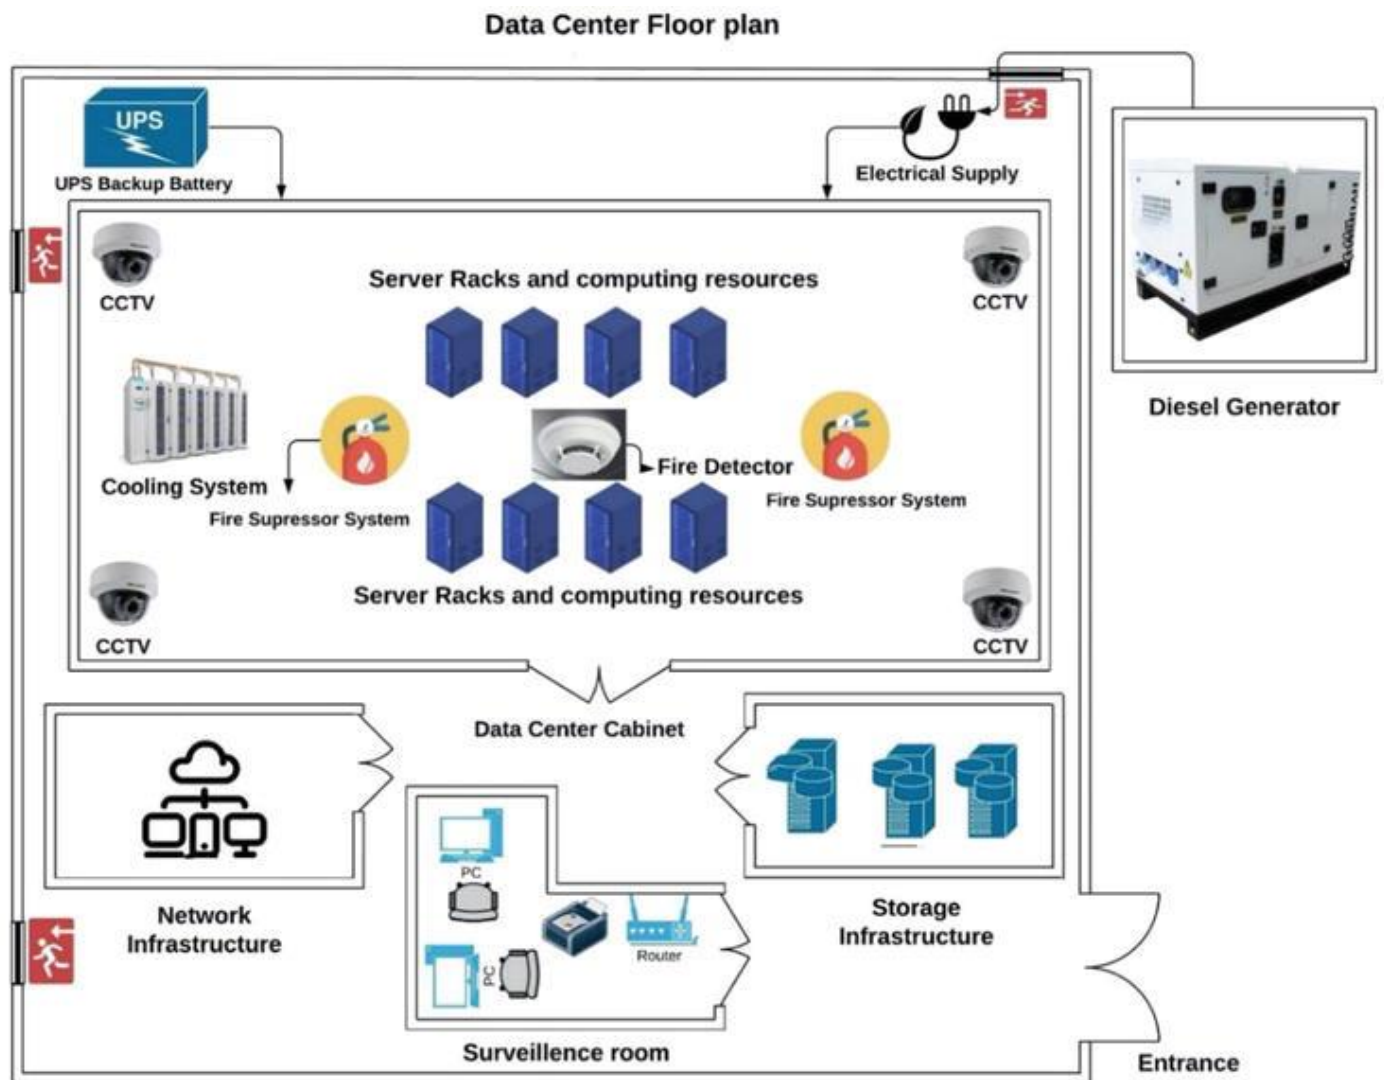 Data Center Floor plan
UPS
UPS Backup Battery
Electrical Supply
CCTV
Server Racks and computing resources
CCTV
Diesel Generator
Cooling System
Fire Detector
Fire Supressor System
Fire Supressor System
Server Racks and computing resources
CCTV
CCTV
Data Center Cabinet
PC
PC
Router
Network
Infrastructure
Storage
Infrastructure
Surveillence room
Entrance